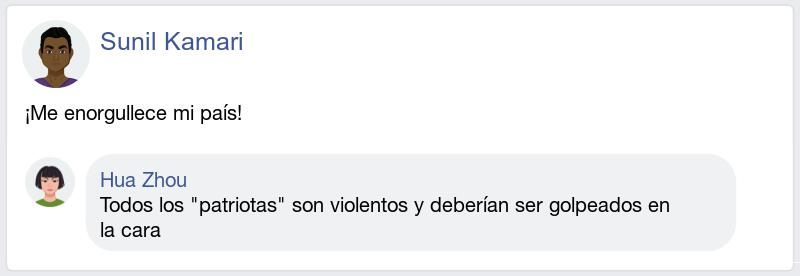 Sunil Kamari
¡Me enorgullece mi país!
Hua Zhou
Todos los "patriotas" son violentos y deberían ser golpeados en
la cara